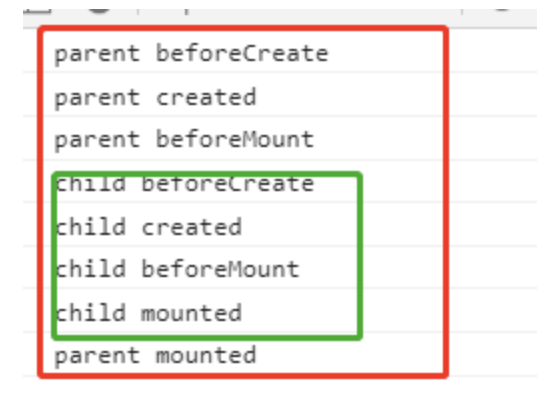 parent beforeCreate
parent created
parent beforeMount
child beforeCreate
child created
child beforeMount
child mounted
parent mounted